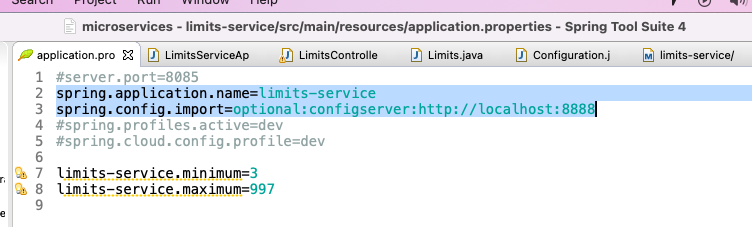 Search Project Run Window Help
microservices - limits-service/src/main/resources/application.properties - Spring Tool Suite 4
application.pro LimitsServiceAp LimitsControlle Limits.java Configuration.j limits-service/
1 #server.port=8085
2 spring.application.name=limits-service
3 spring.config.import=optional:configserver:http://localhost:8888
4 #spring.profiles.active=dev
5 #spring.cloud.config.profile=dev
6
7 limits-service.minimum=3
8 limits-service.maximum=997
9